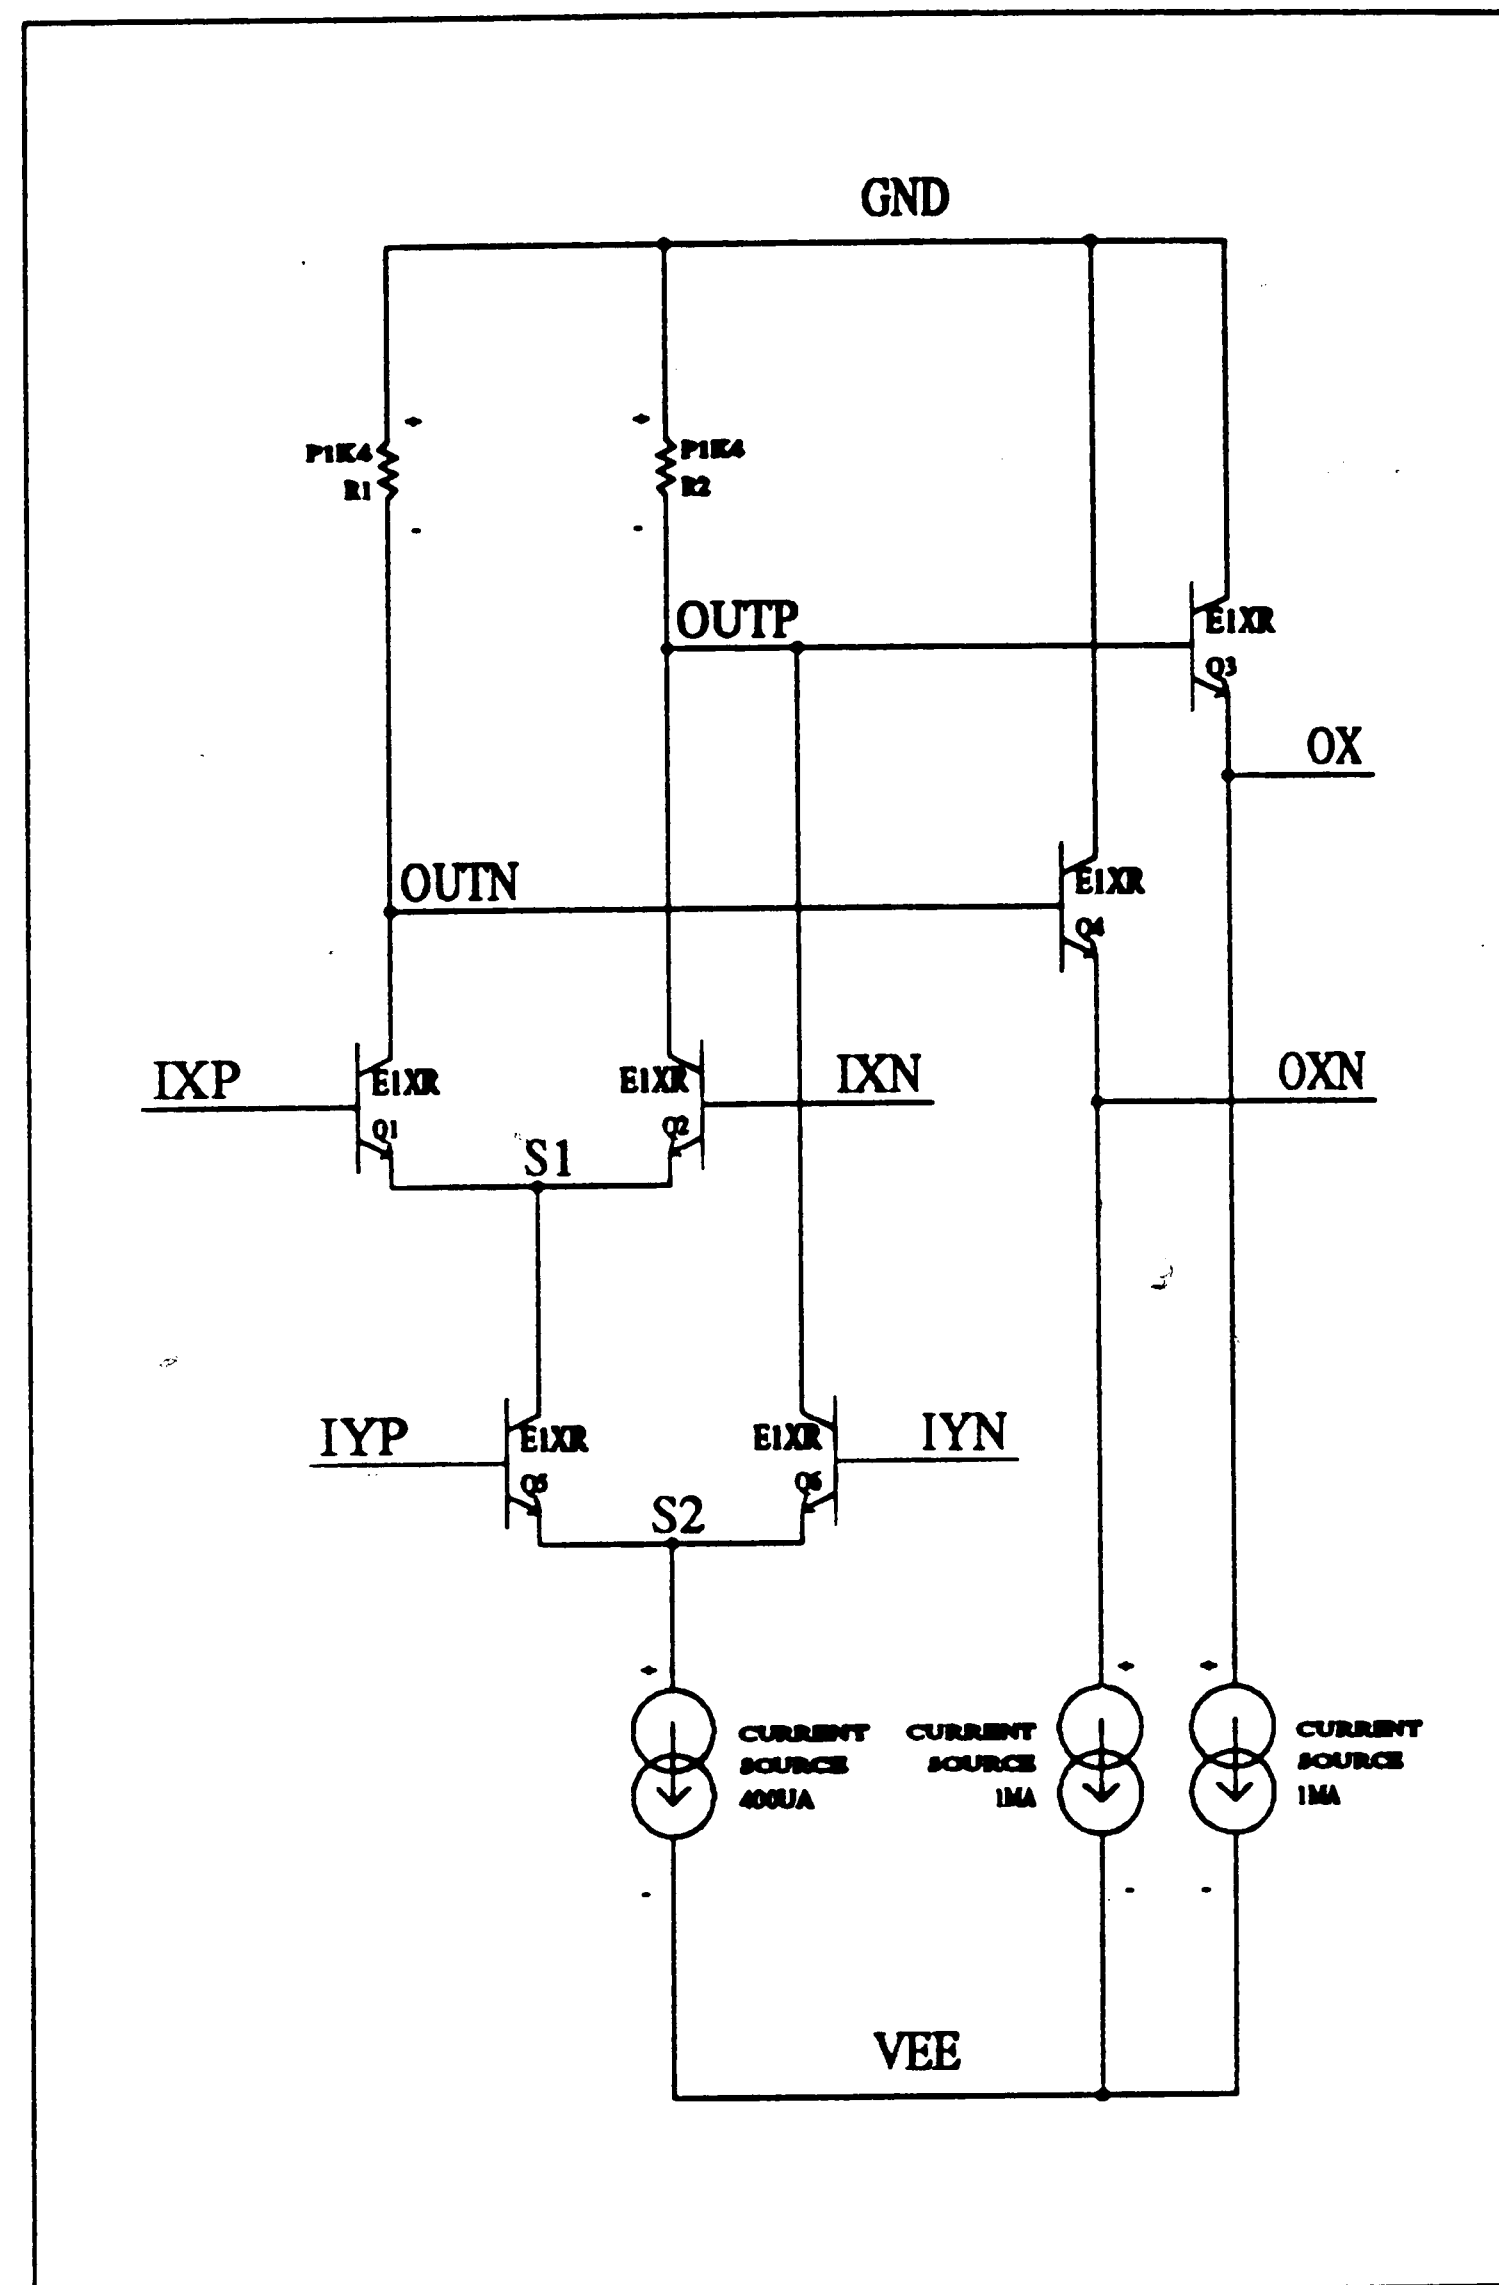 GND
+
+
P1K4
R1
P1K4
R2
-
-
OUTP
E1XR
Q3
OX
OUTN
E1XR
Q4
IXP
E1XR
Q1
E1XR
Q2
IXN
OXN
S1
IYP
E1XR
Q5
E1XR
Q6
IYN
S2
+
+
+
CURRENT
SOURCE
400UA
CURRENT
SOURCE
1MA
CURRENT
SOURCE
1MA
-
-
-
VEE